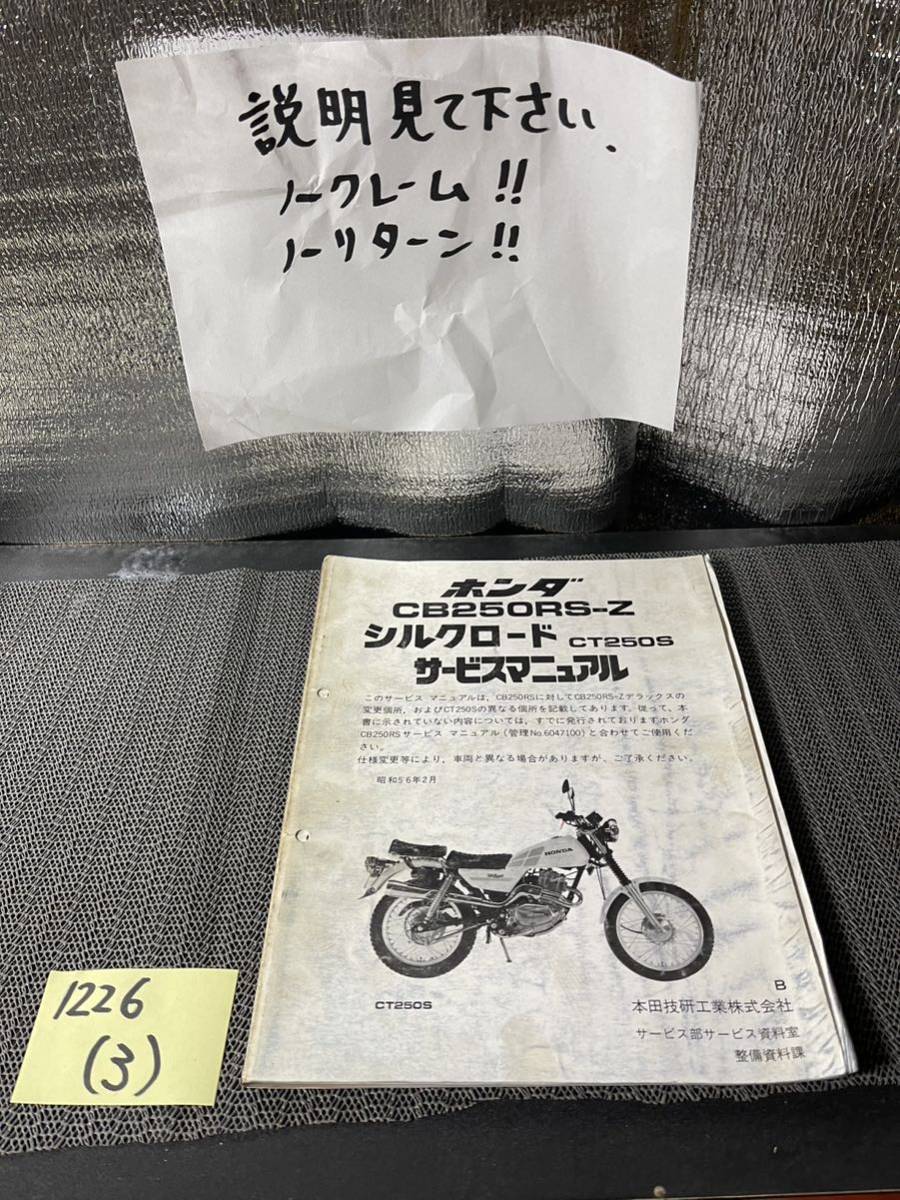 説明見て下さい.
ノークレーム!!
ノーリターン!!
ホンダ
CB250RS-Z
シルクロード CT250S
サービスマニュアル
このサービス マニュアルは、CB250RSに対してCB250RS-Zデラックスの
変更個所、およびCT250Sの異なる個所を記載してあります。従って、本
書に示されていない内容については、すでに発行されておりますホンダ
CB250RSサービス マニュアル(管理No.6047100)と合わせてご使用くだ
さい。
仕様変更等により、車両と異なる場合がありますが、ご了承ください。
昭和56年2月
HONDA
CT250S
B
本田技研工業株式会社
サービス部サービス資料室
整備資料課
1226
(3)